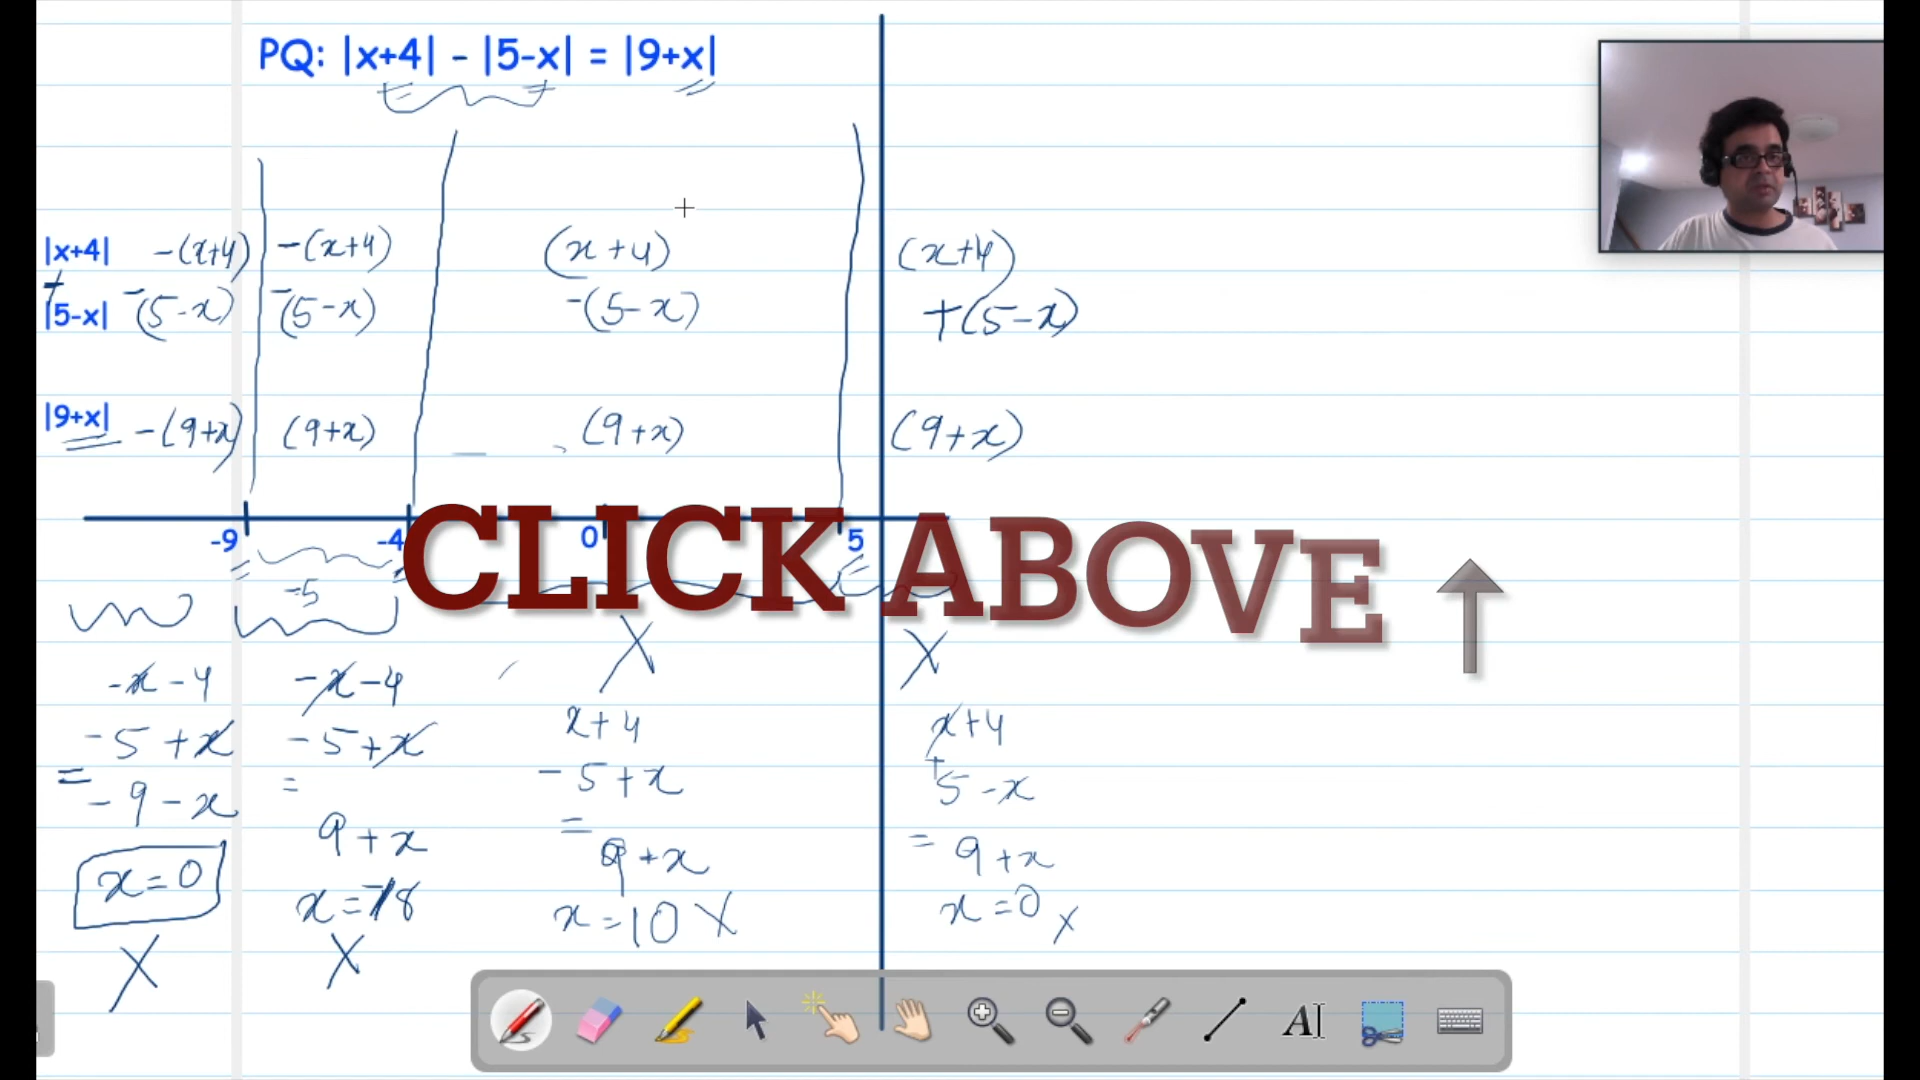 PQ: |x+4| - |5-x| = |9+x|
|x+4| -(x+4) -(x+4) (x+4) (x+4)
+
|5-x| -(5-x) -(5-x) -(5-x) +(5-x)
|9+x| -(9+x) (9+x) (9+x) (9+x)
-9 -4 0 5
-5
CLICK ABOVE
X X
-x-4 -x-4 x+4 x+4
-5+x -5+x -5+x +5-x
= = = =
-9-x 9+x 9+x 9+x
x=0 x=-18 x=10 X x=0 X
X X
AI